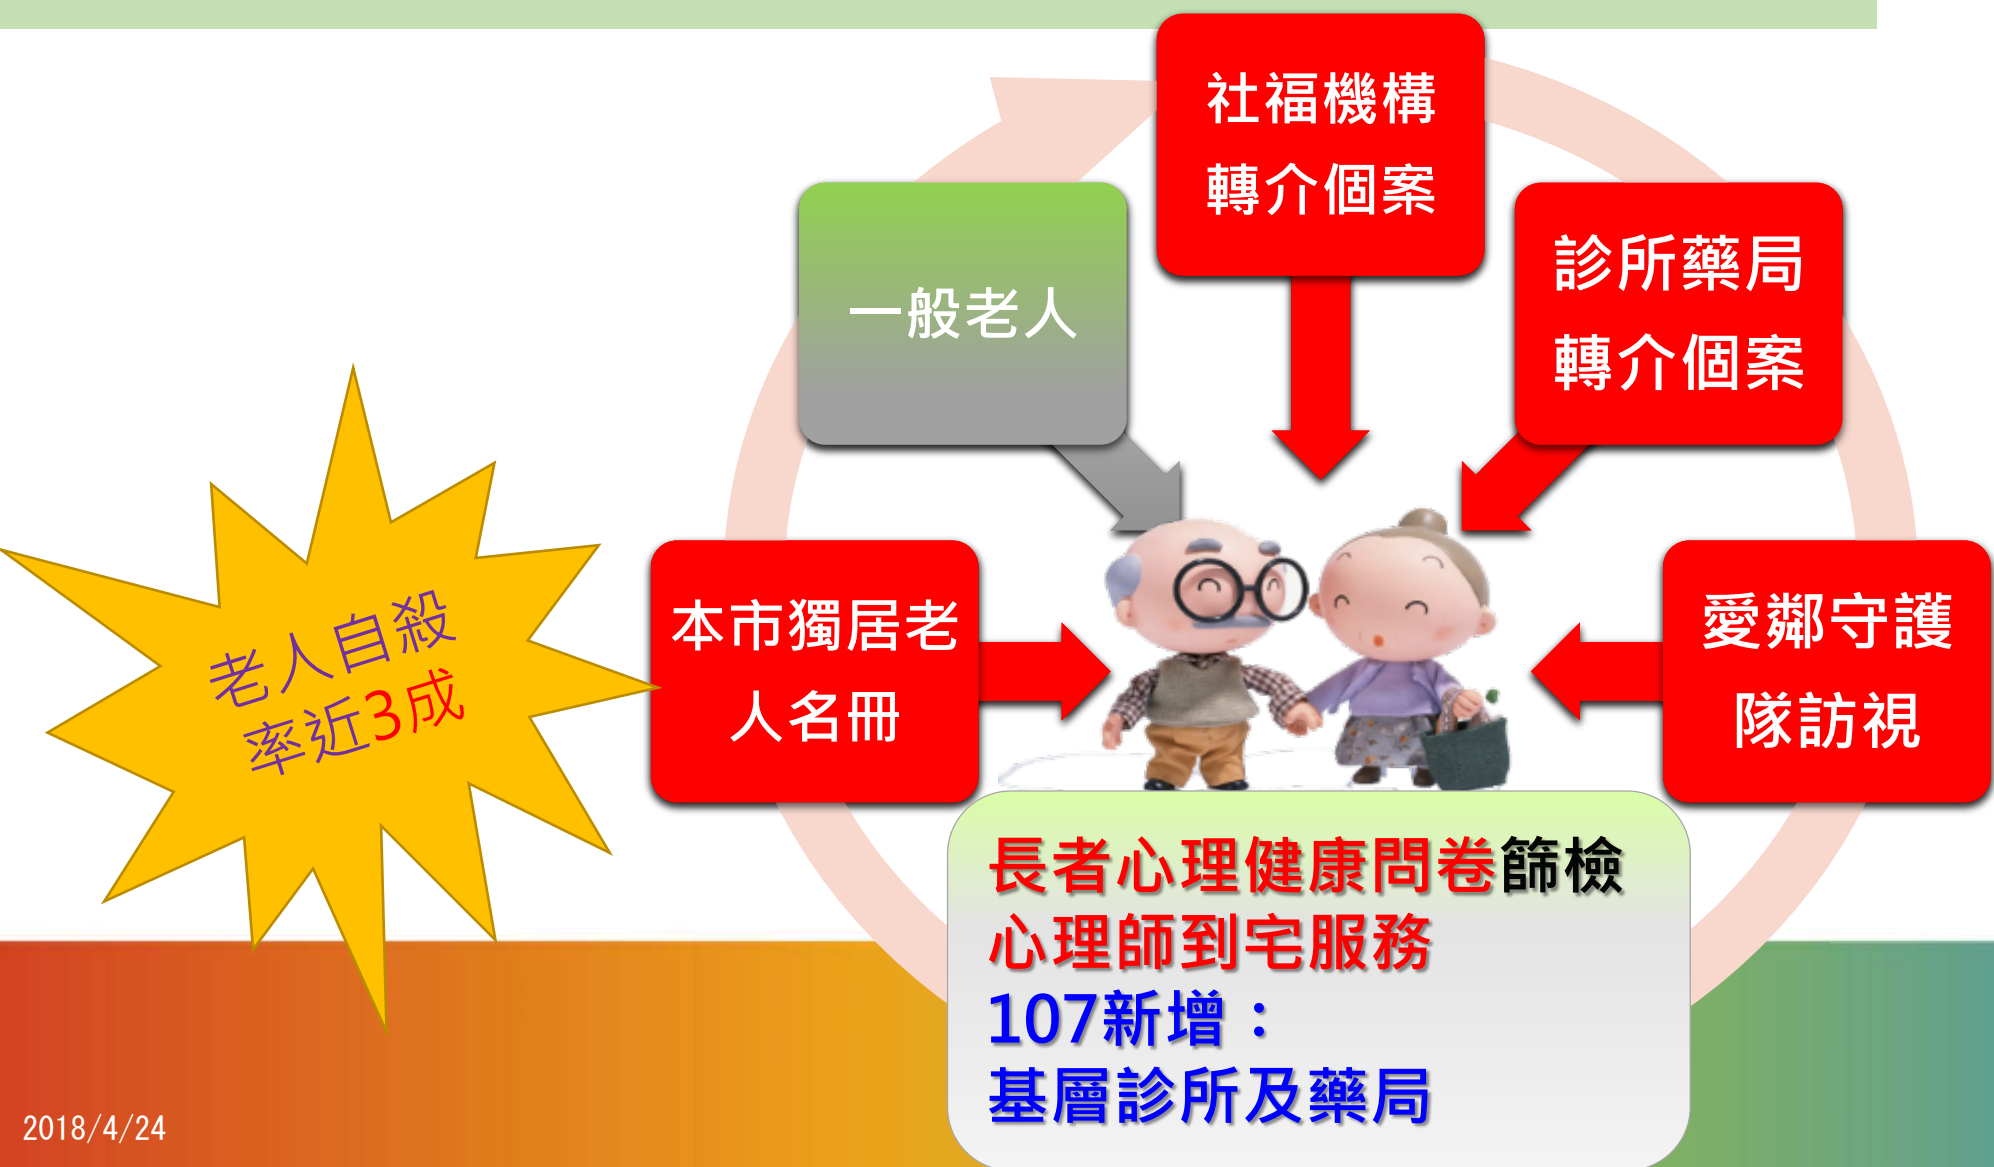 社福機構
轉介個案
一般老人
診所藥局
轉介個案
老人自殺
率近3成
本市獨居老
人名冊
愛鄰守護
隊訪視
長者心理健康問卷篩檢
心理師到宅服務
107新增：
基層診所及藥局
2018/4/24